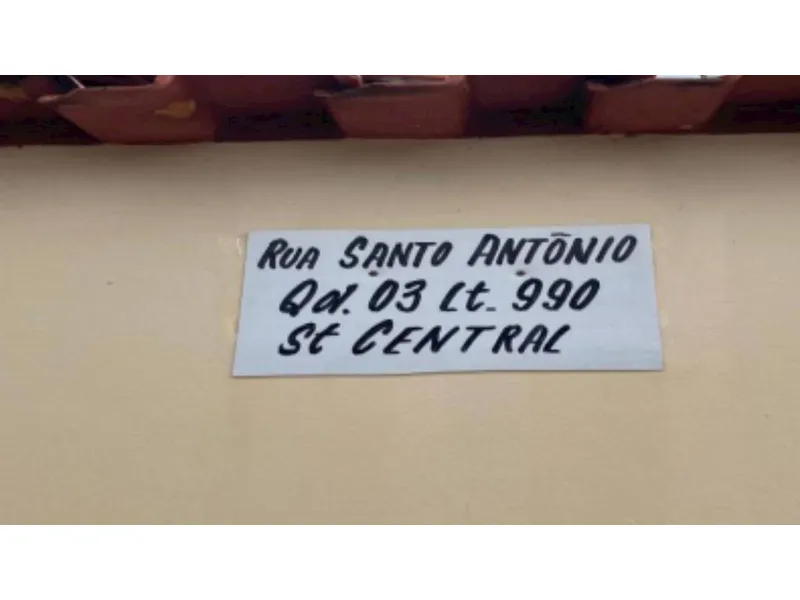 RUA SANTO ANTÔNIO
Qd. 03 Lt. 990
St CENTRAL